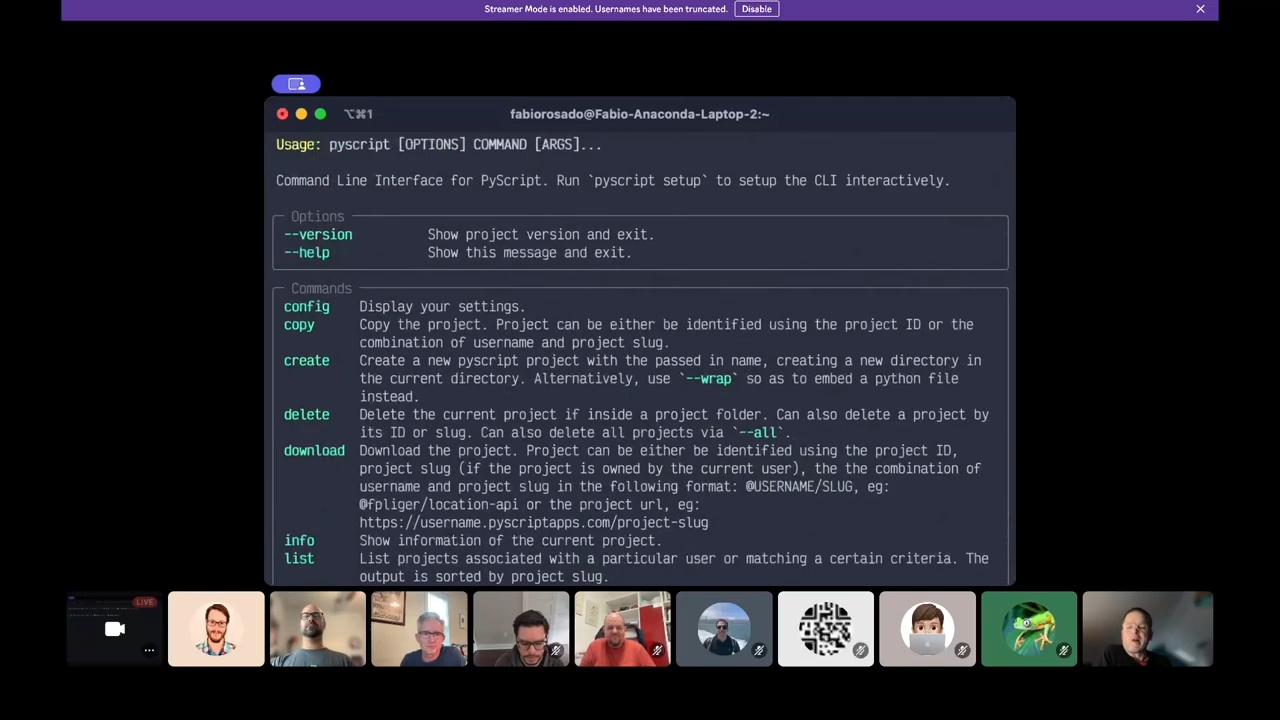 Streamer Mode is enabled. Usernames have been truncated. Disable
⌥⌘1 fabiorosado@Fabio-Anaconda-Laptop-2:~
Usage: pyscript [OPTIONS] COMMAND [ARGS]...
Command Line Interface for PyScript. Run `pyscript setup` to setup the CLI interactively.
Options
--version Show project version and exit.
--help Show this message and exit.
Commands
config Display your settings.
copy Copy the project. Project can be either be identified using the project ID or the
combination of username and project slug.
create Create a new pyscript project with the passed in name, creating a new directory in
the current directory. Alternatively, use `--wrap` so as to embed a python file
instead.
delete Delete the current project if inside a project folder. Can also delete a project by
its ID or slug. Can also delete all projects via `--all`.
download Download the project. Project can be either be identified using the project ID,
project slug (if the project is owned by the current user), the the combination of
username and project slug in the following format: @USERNAME/SLUG, eg:
@fpliger/location-api or the project url, eg:
https://username.pyscriptapps.com/project-slug
info Show information of the current project.
list List projects associated with a particular user or matching a certain criteria. The
output is sorted by project slug.
LIVE